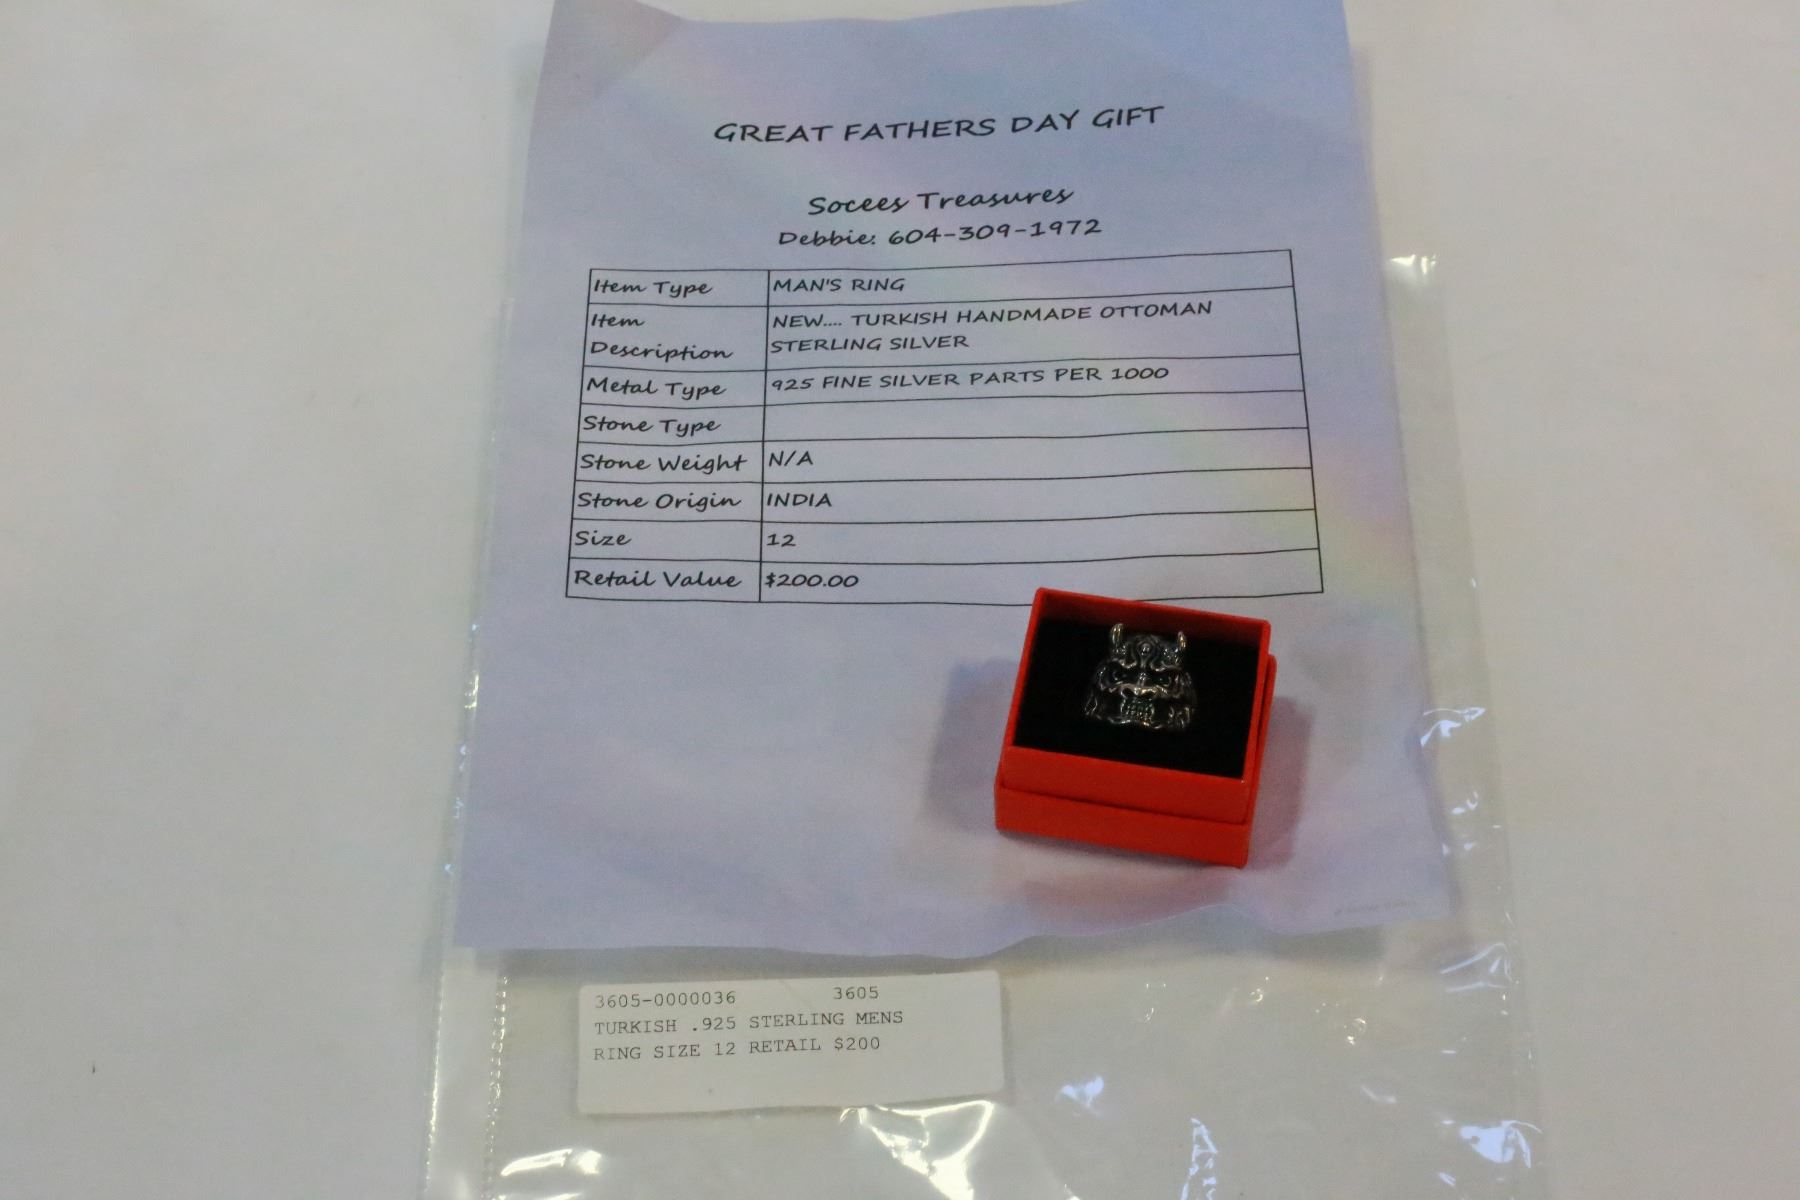 GREAT FATHERS DAY GIFT
Socees Treasures
Debbie: 604-309-1972
Item Type MAN'S RING
Item Description NEW.... TURKISH HANDMADE OTTOMAN
STERLING SILVER
Metal Type 925 FINE SILVER PARTS PER 1000
Stone Type
Stone Weight N/A
Stone Origin INDIA
Size 12
Retail Value $200.00
3605-0000036 3605
TURKISH .925 STERLING MENS
RING SIZE 12 RETAIL $200